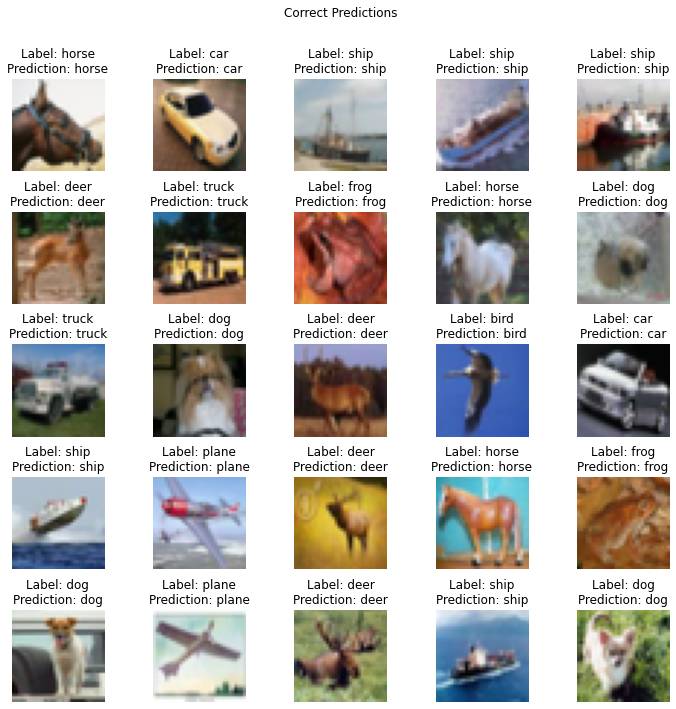 Correct Predictions
Label: horse
Prediction: horse
Label: car
Prediction: car
Label: ship
Prediction: ship
Label: ship
Prediction: ship
Label: ship
Prediction: ship
Label: deer
Prediction: deer
Label: truck
Prediction: truck
Label: frog
Prediction: frog
Label: horse
Prediction: horse
Label: dog
Prediction: dog
Label: truck
Prediction: truck
Label: dog
Prediction: dog
Label: deer
Prediction: deer
Label: bird
Prediction: bird
Label: car
Prediction: car
Label: ship
Prediction: ship
Label: plane
Prediction: plane
Label: deer
Prediction: deer
Label: horse
Prediction: horse
Label: frog
Prediction: frog
Label: dog
Prediction: dog
Label: plane
Prediction: plane
Label: deer
Prediction: deer
Label: ship
Prediction: ship
Label: dog
Prediction: dog